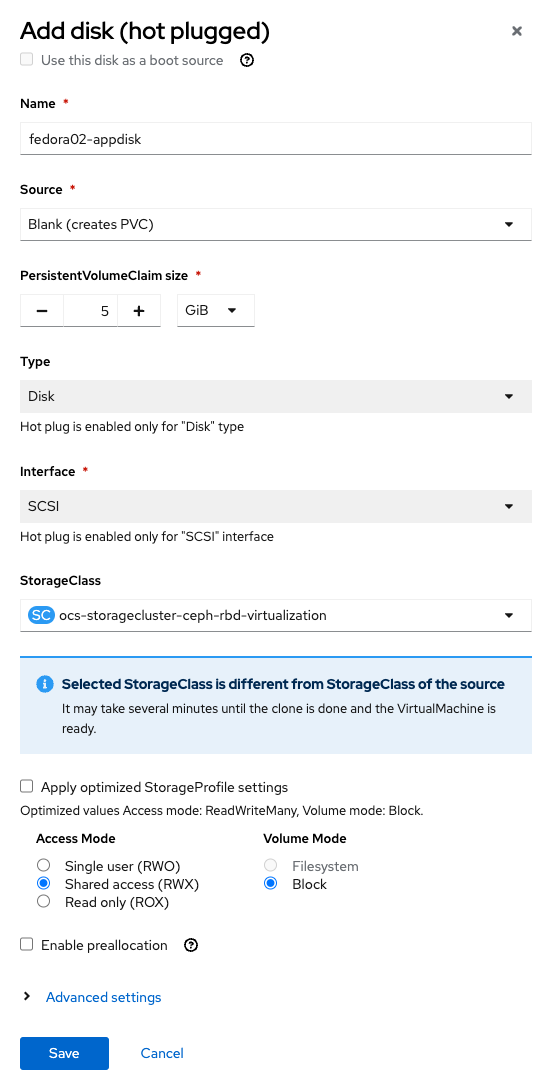 Add disk (hot plugged)
Use this disk as a boot source
Name *
fedora02-appdisk
Source *
Blank (creates PVC)
PersistentVolumeClaim size *
5 GiB
Type
Disk
Hot plug is enabled only for "Disk" type
Interface *
SCSI
Hot plug is enabled only for "SCSI" interface
StorageClass
SC ocs-storagecluster-ceph-rbd-virtualization
Selected StorageClass is different from StorageClass of the source
It may take several minutes until the clone is done and the VirtualMachine is
ready.
Apply optimized StorageProfile settings
Optimized values Access mode: ReadWriteMany, Volume mode: Block.
Access Mode
Single user (RWO)
Shared access (RWX)
Read only (ROX)
Volume Mode
Filesystem
Block
Enable preallocation
Advanced settings
Save Cancel